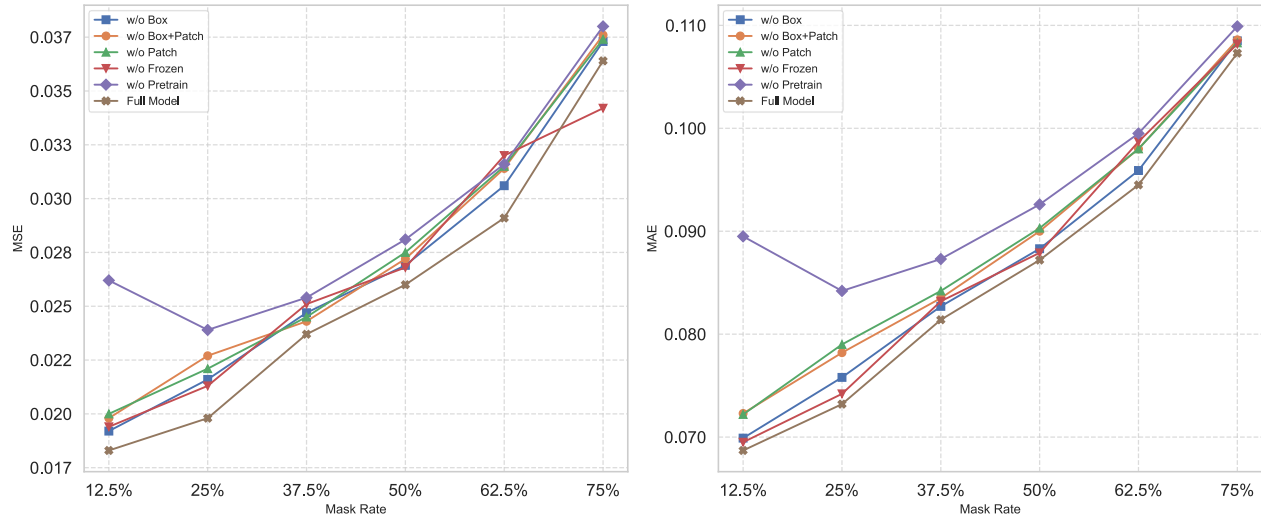 w/o Box
w/o Box+Patch
w/o Patch
w/o Frozen
w/o Pretrain
Full Model
0.037
0.035
0.033
0.030
0.028
0.025
0.022
0.020
0.017
MSE
12.5%
25%
37.5%
50%
62.5%
75%
Mask Rate
w/o Box
w/o Box+Patch
w/o Patch
w/o Frozen
w/o Pretrain
Full Model
0.110
0.100
0.090
0.080
0.070
MAE
12.5%
25%
37.5%
50%
62.5%
75%
Mask Rate